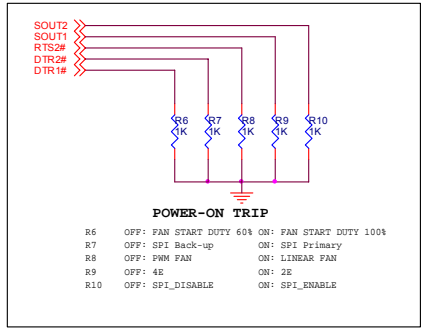 SOUT2
SOUT1
RTS2#
DTR2#
DTR1#
R6 R7 R8 R9 R10
1K 1K 1K 1K 1K
POWER-ON TRIP
R6 OFF: FAN START DUTY 60% ON: FAN START DUTY 100%
R7 OFF: SPI Back-up ON: SPI Primary
R8 OFF: PWM FAN ON: LINEAR FAN
R9 OFF: 4E ON: 2E
R10 OFF: SPI_DISABLE ON: SPI_ENABLE